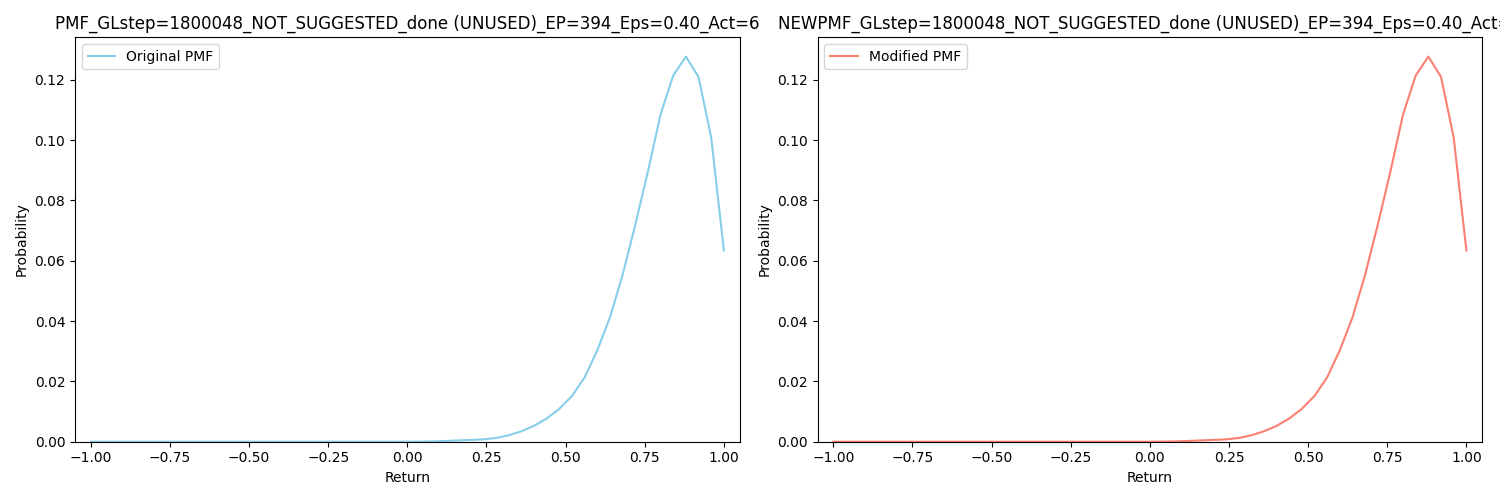 PMF_GLstep=1800048_NOT_SUGGESTED_done (UNUSED)_EP=394_Eps=0.40_Act=6
Original PMF
Probability
0.12
0.10
0.08
0.06
0.04
0.02
0.00
−1.00 −0.75 −0.50 −0.25 0.00 0.25 0.50 0.75 1.00
Return
NEWPMF_GLstep=1800048_NOT_SUGGESTED_done (UNUSED)_EP=394_Eps=0.40_Act=
Modified PMF
Probability
0.12
0.10
0.08
0.06
0.04
0.02
0.00
−1.00 −0.75 −0.50 −0.25 0.00 0.25 0.50 0.75 1.00
Return